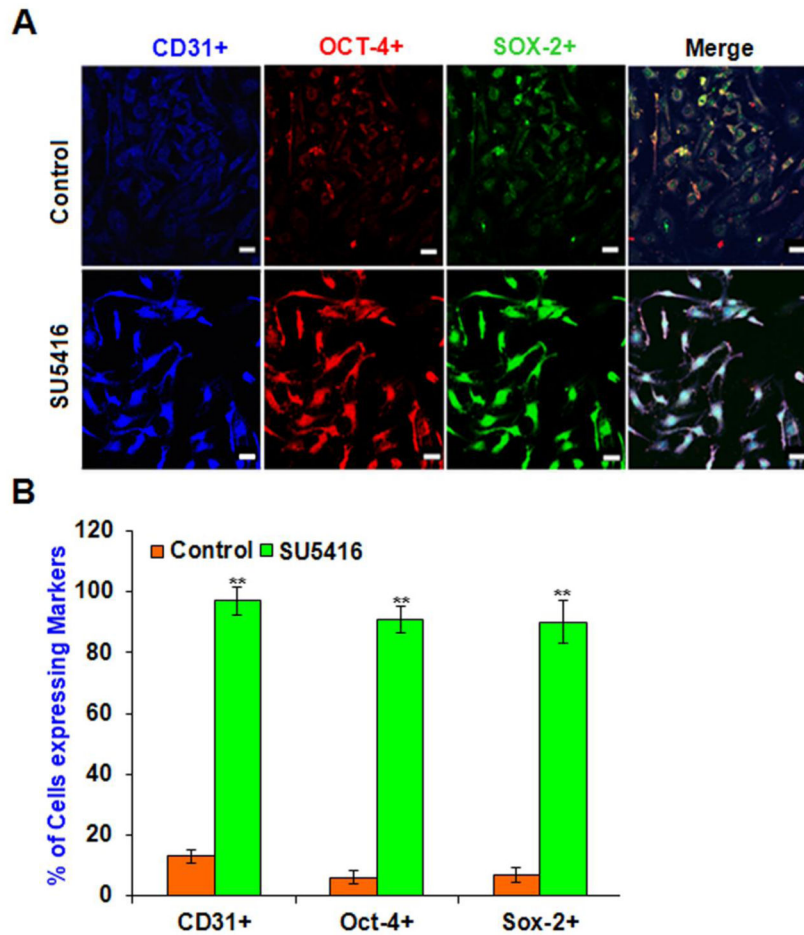 A
CD31+ OCT-4+ SOX-2+ Merge
Control
SU5416
B
% of Cells expressing Markers
120
100
80
60
40
20
0
Control SU5416
** ** **
CD31+ Oct-4+ Sox-2+